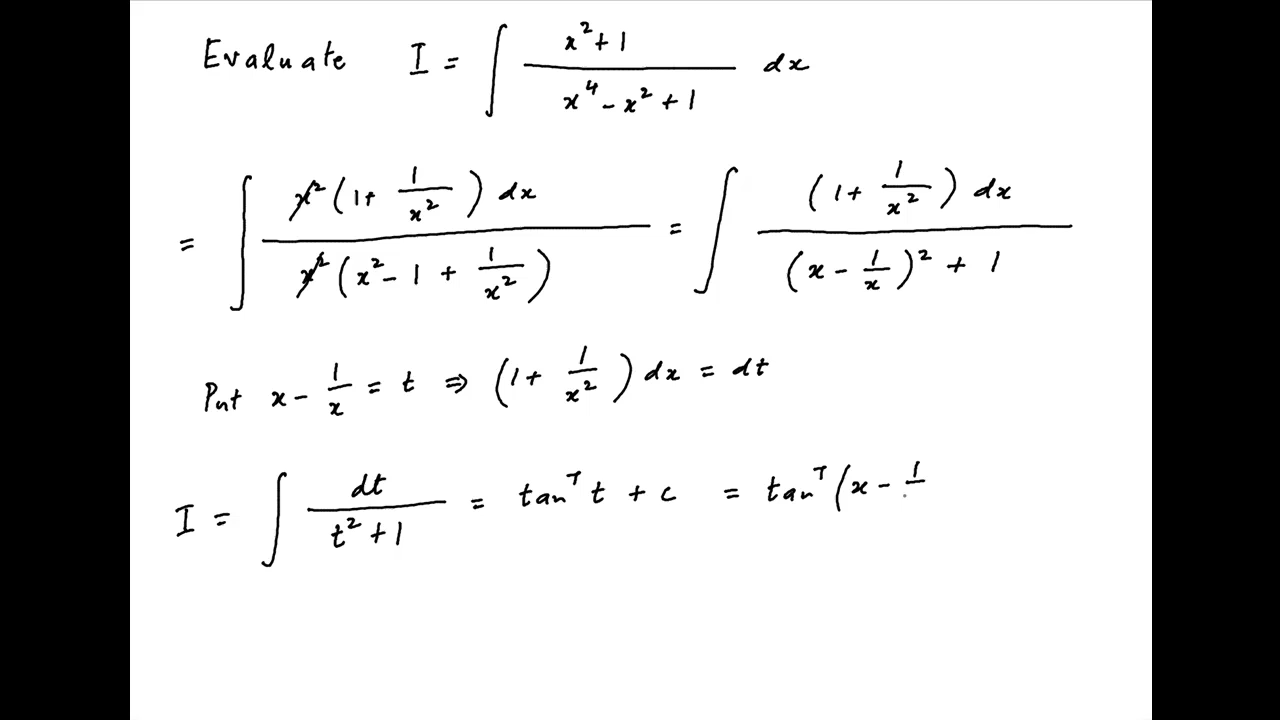 Evaluate I = ∫ (x² + 1)/(x⁴ - x² + 1) dx
= ∫ x²(1 + 1/x²) dx / x²(x² - 1 + 1/x²) = ∫ (1 + 1/x²) dx / ((x - 1/x)² + 1)
Put x - 1/x = t ⇒ (1 + 1/x²) dx = dt
I = ∫ dt/(t² + 1) = tan⁻¹ t + c = tan⁻¹ (x - 1/